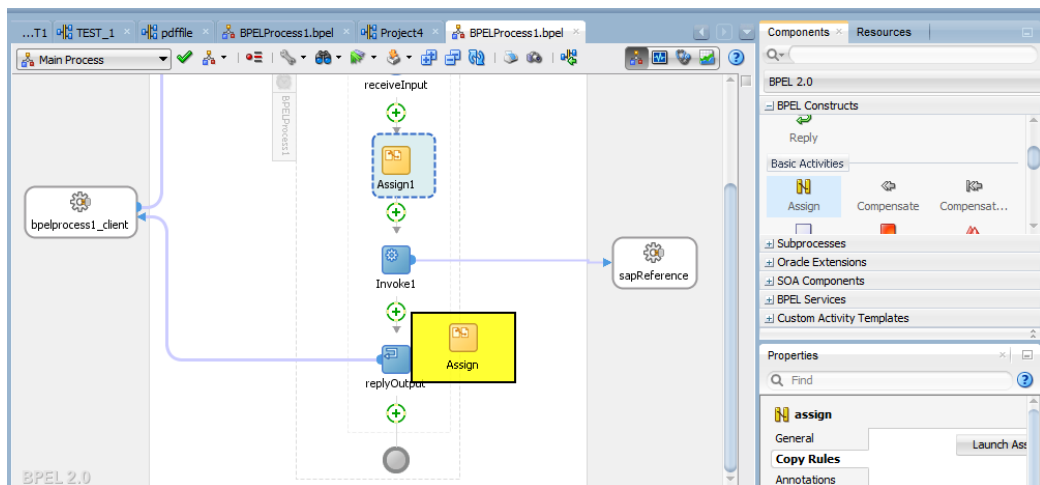 ...T1 TEST_1 pdffile BPELProcess1.bpel Project4 BPELProcess1.bpel
Main Process
receiveInput
BPELProcess1
Assign1
bpelprocess1_client
Invoke1
sapReference
Assign
replyOutput
BPEL 2.0
Components Resources
BPEL 2.0
BPEL Constructs
Reply
Basic Activities
Assign Compensate Compensat...
Subprocesses
Oracle Extensions
SOA Components
BPEL Services
Custom Activity Templates
Properties
Find
assign
General
Launch Ass
Copy Rules
Annotations